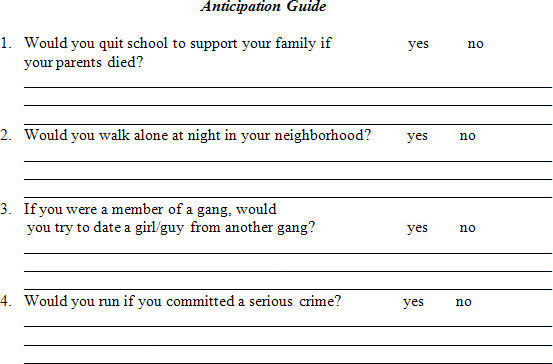 Anticipation Guide
1. Would you quit school to support your family if yes no
your parents died?
2. Would you walk alone at night in your neighborhood? yes no
3. If you were a member of a gang, would
you try to date a girl/guy from another gang? yes no
4. Would you run if you committed a serious crime? yes no